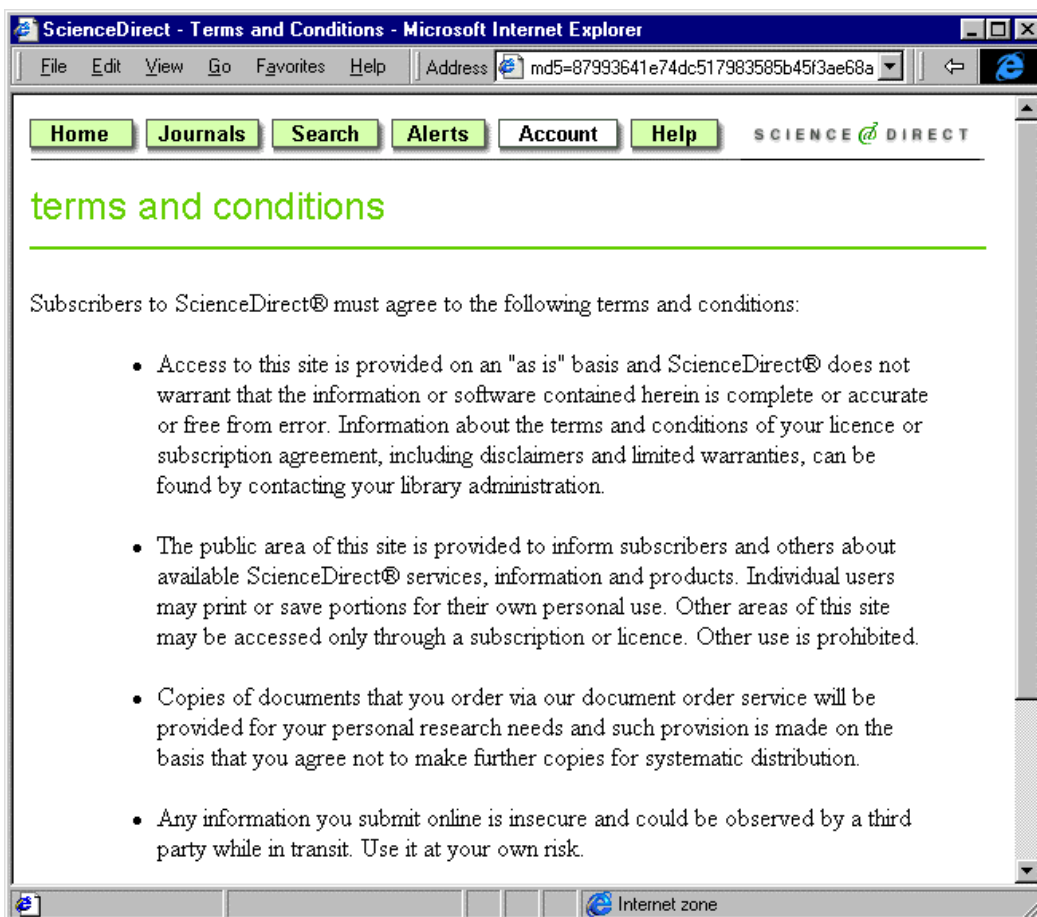 ScienceDirect - Terms and Conditions - Microsoft Internet Explorer
File Edit View Go Favorites Help Address md5=87993641e74dc517983585b45f3ae68a
Home Journals Search Alerts Account Help SCIENCE DIRECT
terms and conditions
Subscribers to ScienceDirect® must agree to the following terms and conditions:
• Access to this site is provided on an "as is" basis and ScienceDirect® does not
warrant that the information or software contained herein is complete or accurate
or free from error. Information about the terms and conditions of your licence or
subscription agreement, including disclaimers and limited warranties, can be
found by contacting your library administration.
• The public area of this site is provided to inform subscribers and others about
available ScienceDirect® services, information and products. Individual users
may print or save portions for their own personal use. Other areas of this site
may be accessed only through a subscription or licence. Other use is prohibited.
• Copies of documents that you order via our document order service will be
provided for your personal research needs and such provision is made on the
basis that you agree not to make further copies for systematic distribution.
• Any information you submit online is insecure and could be observed by a third
party while in transit. Use it at your own risk.
Internet zone